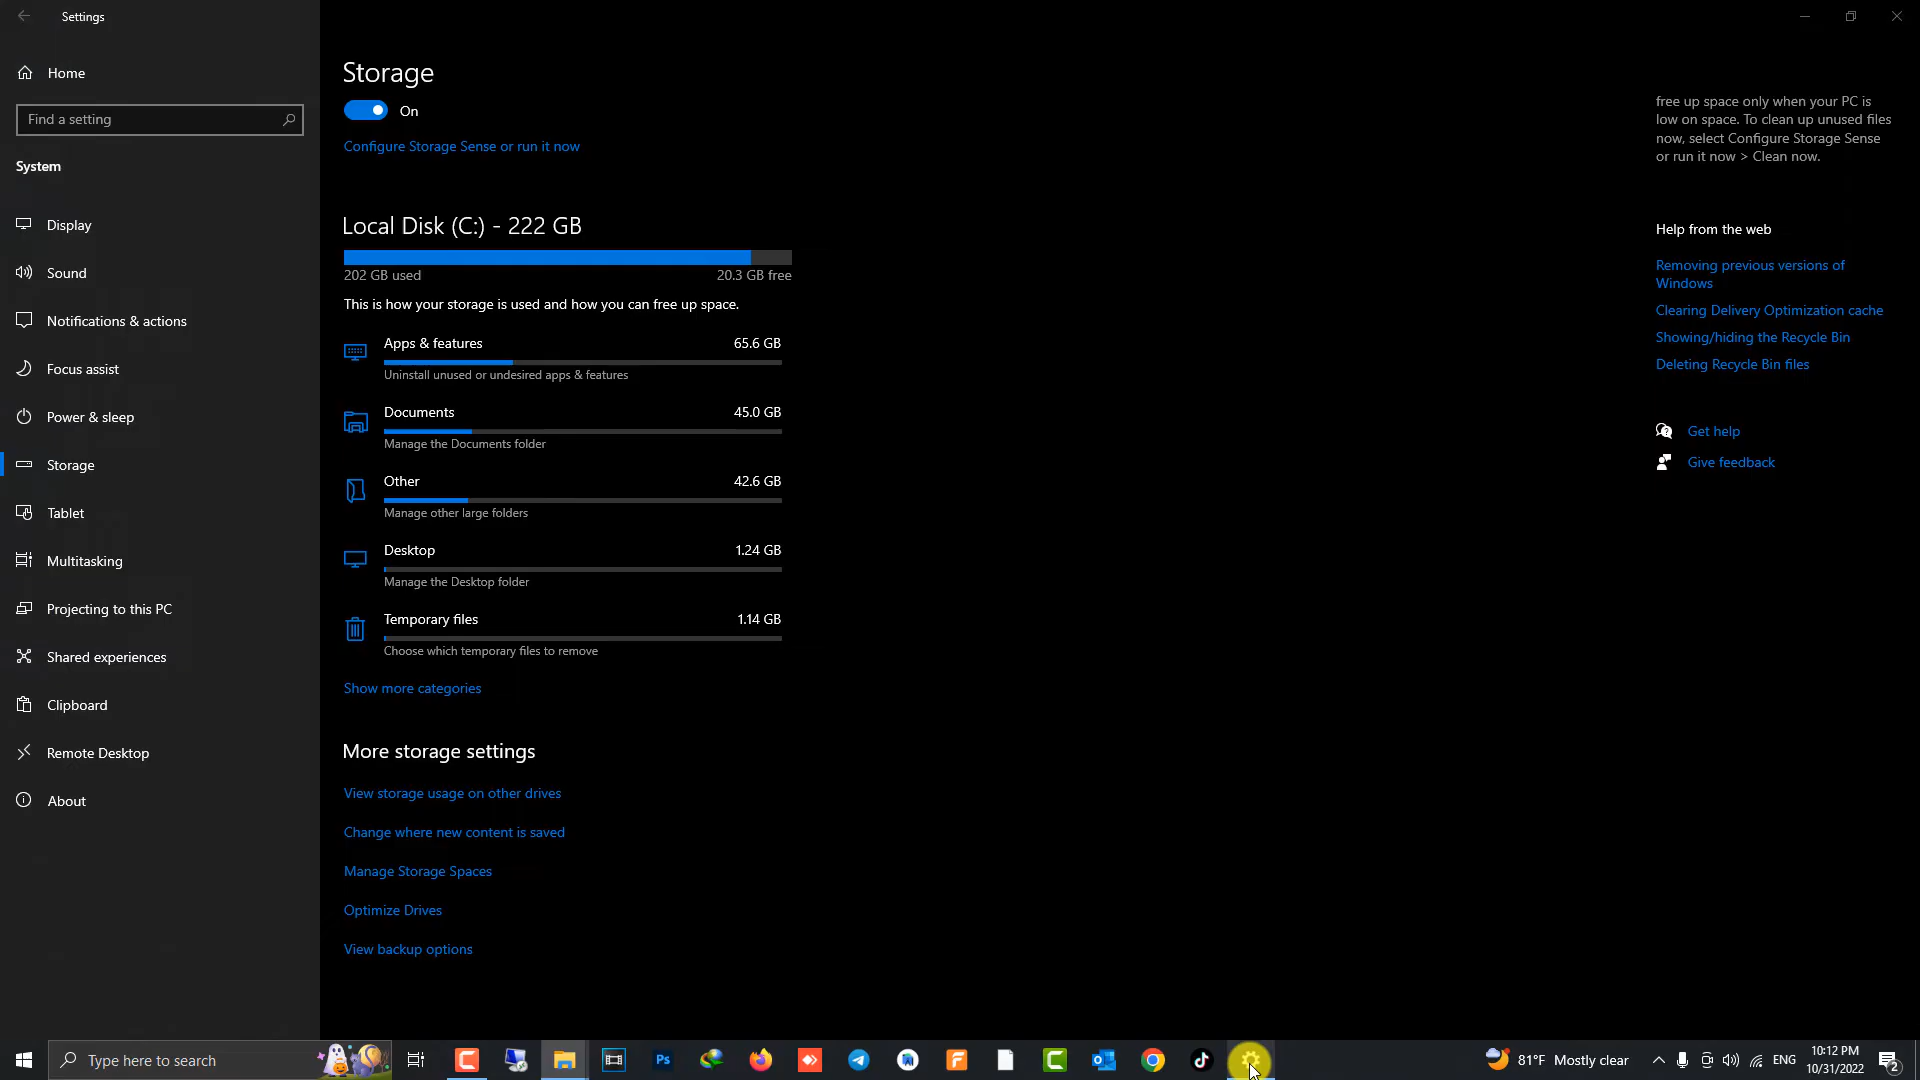 Settings
Home
Find a setting
System
Display
Sound
Notifications & actions
Focus assist
Power & sleep
Storage
Tablet
Multitasking
Projecting to this PC
Shared experiences
Clipboard
Remote Desktop
About
Storage
On
Configure Storage Sense or run it now
Local Disk (C:) - 222 GB
202 GB used
20.3 GB free
This is how your storage is used and how you can free up space.
Apps & features
65.6 GB
Uninstall unused or undesired apps & features
Documents
45.0 GB
Manage the Documents folder
Other
42.6 GB
Manage other large folders
Desktop
1.24 GB
Manage the Desktop folder
Temporary files
1.14 GB
Choose which temporary files to remove
Show more categories
More storage settings
View storage usage on other drives
Change where new content is saved
Manage Storage Spaces
Optimize Drives
View backup options
free up space only when your PC is
low on space. To clean up unused files
now, select Configure Storage Sense
or run it now > Clean now.
Help from the web
Removing previous versions of
Windows
Clearing Delivery Optimization cache
Showing/hiding the Recycle Bin
Deleting Recycle Bin files
Get help
Give feedback
Type here to search
Ps
81°F Mostly clear
ENG
10:12 PM
10/31/2022
2